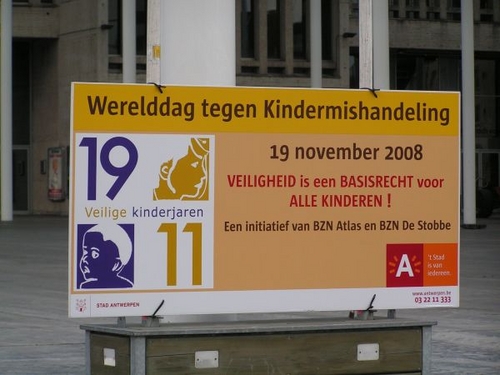 Werelddag tegen Kindermishandeling
19
Veilige kinderjaren
11
19 november 2008
VEILIGHEID is een BASISRECHT voor
ALLE KINDEREN !
Een initiatief van BZN Atlas en BZN De Stobbe
A
't Stad
is van
iedereen.
STAD ANTWERPEN
www.antwerpen.be
03 22 11 333